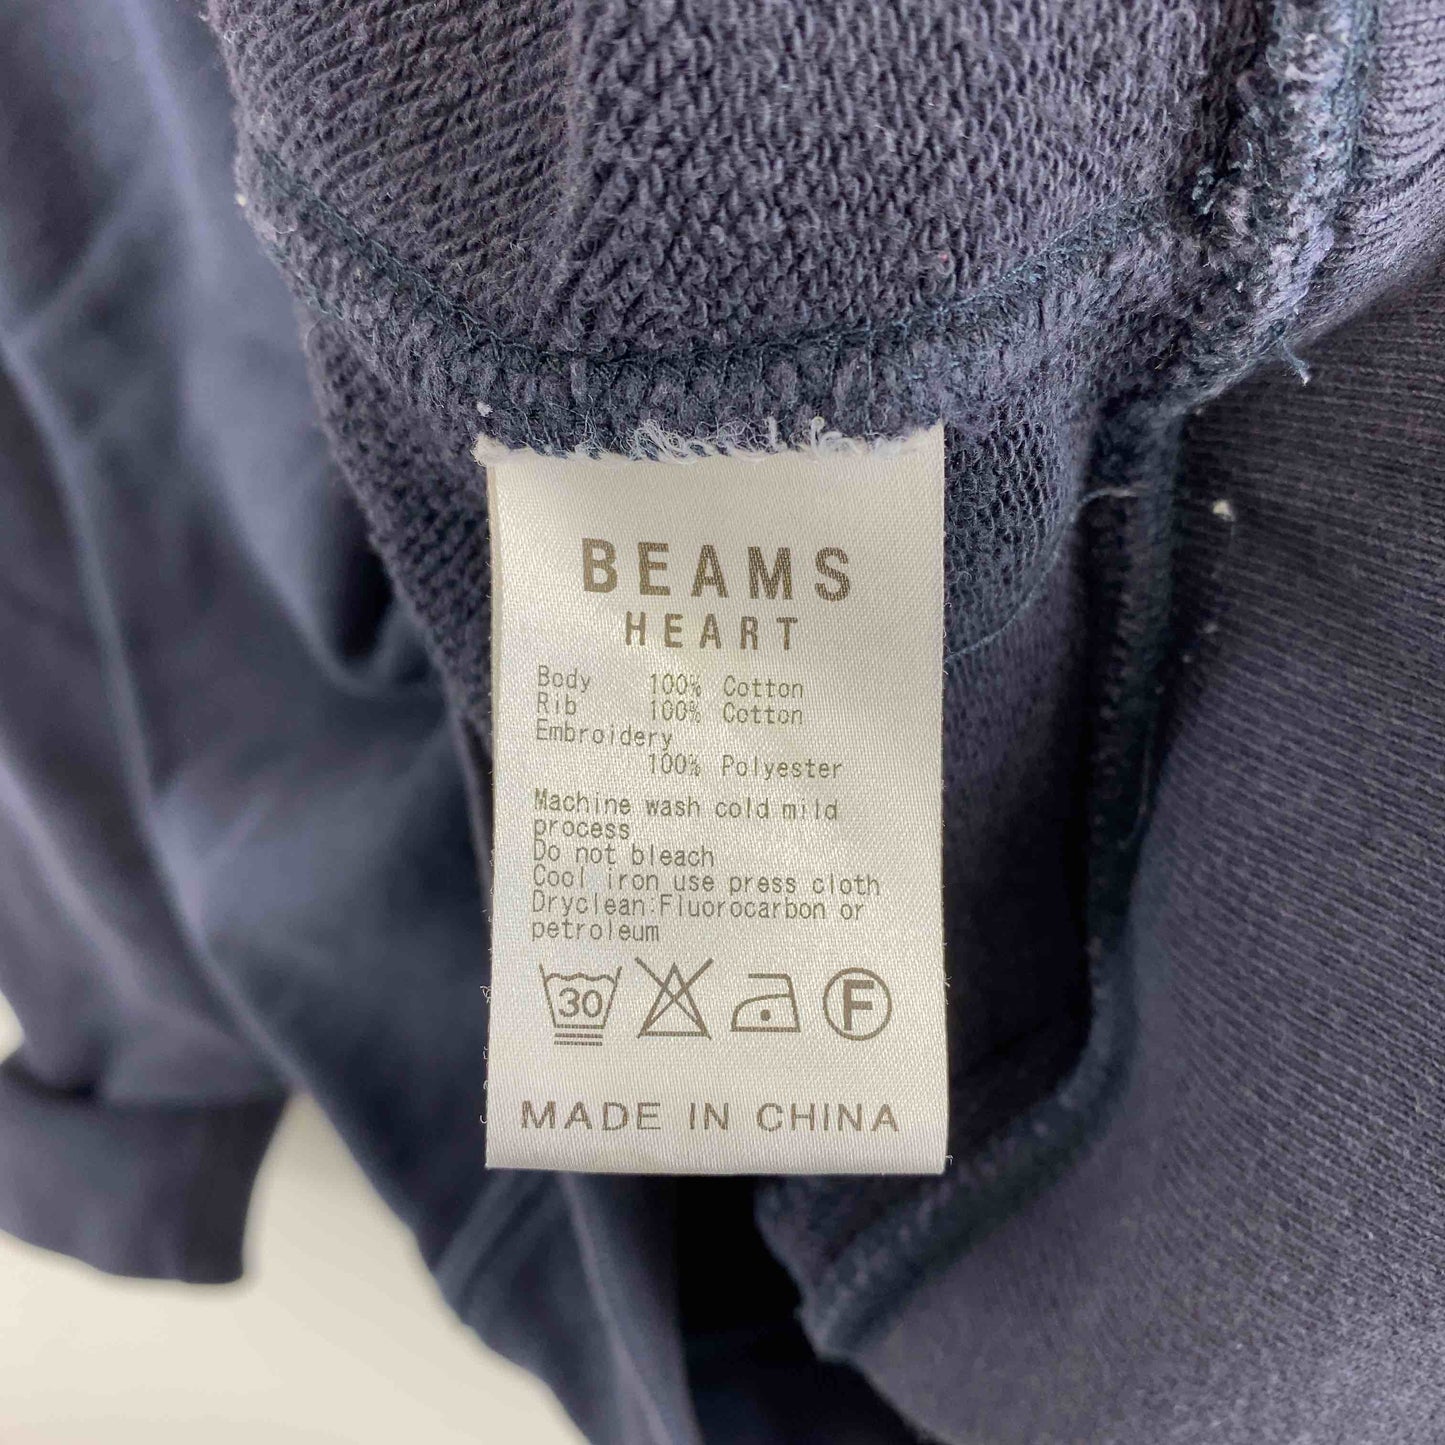 BEAMS
HEART
Body 100% Cotton
Rib 100% Cotton
Embroidery
100% Polyester
Machine wash cold mild
process
Do not bleach
Cool iron use press cloth
Dryclean:Fluorocarbon or
petroleum
30 F
MADE IN CHINA